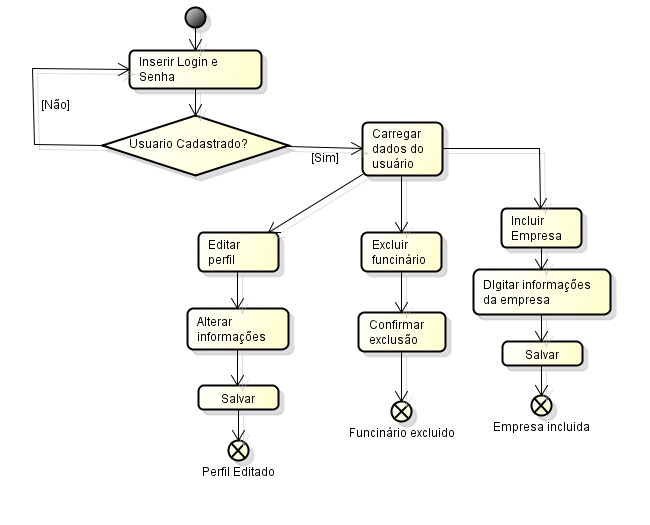 Inserir Login e
Senha
[Não]
Usuario Cadastrado?
[Sim]
Carregar
dados do
usuário
Editar
perfil
Alterar
informações
Salvar
Perfil Editado
Excluir
funcinário
Confirmar
exclusão
Funcinário excluido
Incluir
Empresa
DIgitar informações
da empresa
Salvar
Empresa incluida